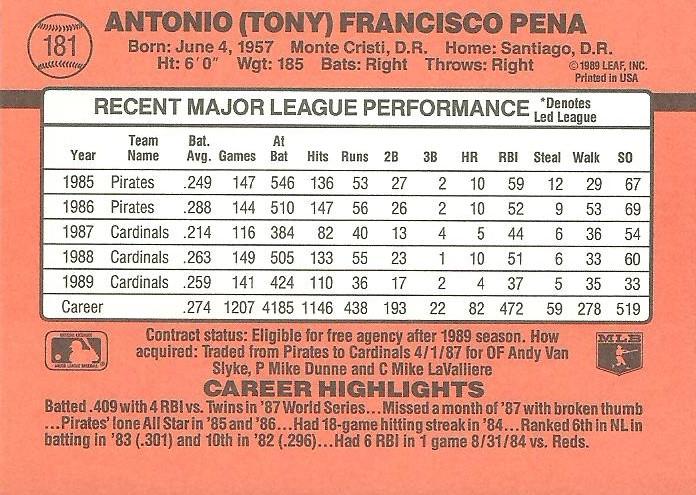 181
ANTONIO (TONY) FRANCISCO PENA
Born: June 4, 1957 Monte Cristi, D.R. Home: Santiago, D.R.
Ht: 6'0" Wgt: 185 Bats: Right Throws: Right
©1989 LEAF, INC.
Printed in USA
RECENT MAJOR LEAGUE PERFORMANCE *Denotes Led League
Year Team Name Bat. Avg. Games At Bat Hits Runs 2B 3B HR RBI Steal Walk SO
1985 Pirates .249 147 546 136 53 27 2 10 59 12 29 67
1986 Pirates .288 144 510 147 56 26 2 10 52 9 53 69
1987 Cardinals .214 116 384 82 40 13 4 5 44 6 36 54
1988 Cardinals .263 149 505 133 55 23 1 10 51 6 33 60
1989 Cardinals .259 141 424 110 36 17 2 4 37 5 35 33
Career .274 1207 4185 1146 438 193 22 82 472 59 278 519
Contract status: Eligible for free agency after 1989 season. How
acquired: Traded from Pirates to Cardinals 4/1/87 for OF Andy Van
Slyke, P Mike Dunne and C Mike LaValliere
MLB
CAREER HIGHLIGHTS
Batted .409 with 4 RBI vs. Twins in '87 World Series...Missed a month of '87 with broken thumb
...Pirates' lone All Star in '85 and '86...Had 18-game hitting streak in '84...Ranked 6th in NL in
batting in '83 (.301) and 10th in '82 (.296)...Had 6 RBI in 1 game 8/31/84 vs. Reds.